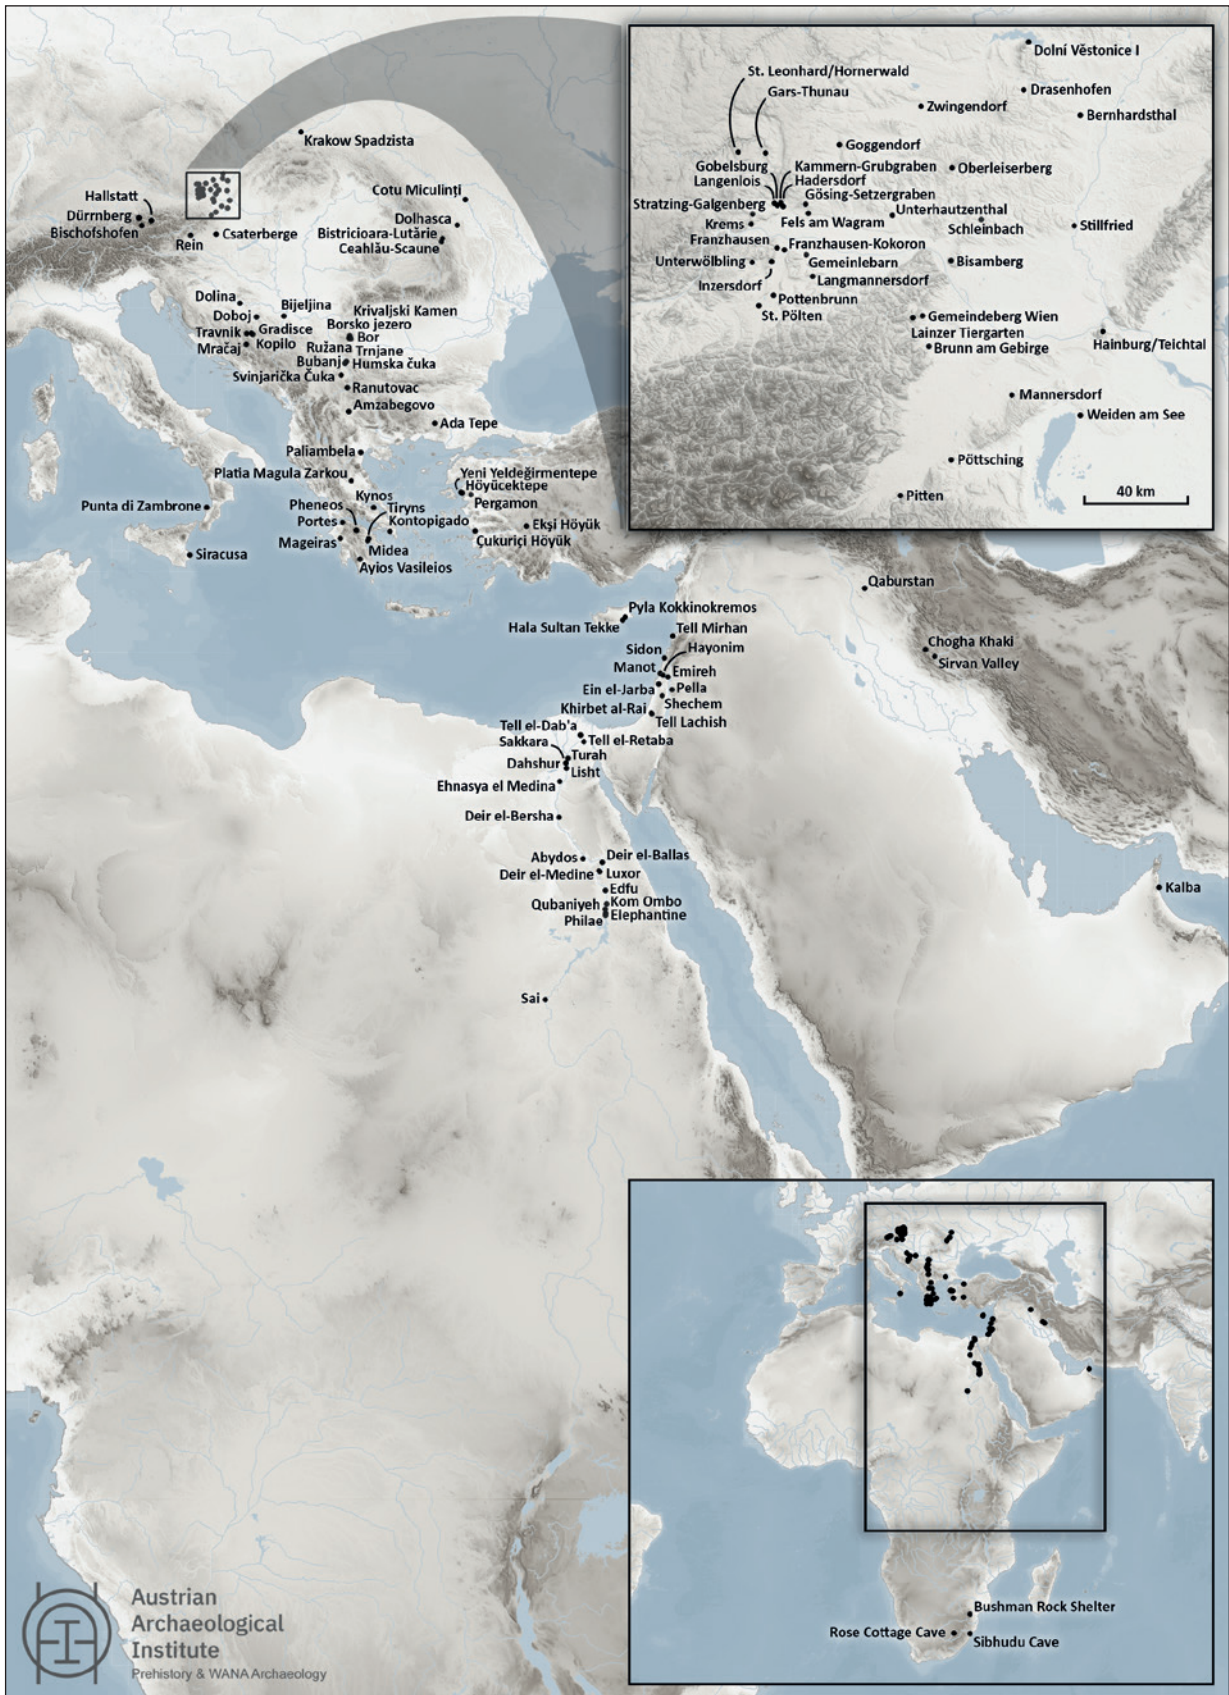 St. Leonhard/Hornerwald
Gars-Thunau
Dolní Věstonice I
Drasenhofen
Zwingendorf
Bernhardsthal
Goggendorf
Gobelsburg
Langenlois
Kammern-Grubgraben
Hadersdorf
Oberleiserberg
Stratzing-Galgenberg
Gösing-Setzergraben
Krems
Fels am Wagram
Unterhautzenthal
Schleinbach
Stillfried
Franzhausen
Franzhausen-Kokoron
Unterwölbling
Gemeinlebarn
Bisamberg
Inzersdorf
Langmannersdorf
Pottenbrunn
St. Pölten
Gemeindeberg Wien
Lainzer Tiergarten
Brunn am Gebirge
Hainburg/Teichtal
Mannersdorf
Weiden am See
Pöttsching
Pitten
40 km
Krakow Spadzista
Hallstatt
Dürrnberg
Bischofshofen
Rein
Csaterberge
Cotu Miculinți
Dolhasca
Bistricioara-Lutărie
Ceahlău-Scaune
Dolina
Doboj
Bijeljina
Travnik
Gradisce
Mračaj
Kopilo
Krivaljski Kamen
Borsko jezero
Bor
Ružana
Trnjane
Bubanj
Humska čuka
Svinjarička Čuka
Ranutovac
Amzabegovo
Ada Tepe
Paliambela
Platia Magula Zarkou
Yeni Yeldeğirmentepe
Höyücektepe
Pergamon
Punta di Zambrone
Kynos
Pheneos
Tiryns
Portes
Kontopigado
Ekşi Höyük
Çukuriçi Höyük
Mageiras
Midea
Ayios Vasileios
Siracusa
Qaburstan
Pyla Kokkinokremos
Hala Sultan Tekke
Tell Mirhan
Chogha Khaki
Sirvan Valley
Sidon
Hayonim
Manot
Emireh
Ein el-Jarba
Pella
Shechem
Khirbet al-Rai
Tell Lachish
Tell el-Dab'a
Tell el-Retaba
Sakkara
Turah
Dahshur
Lisht
Ehnasya el Medina
Deir el-Bersha
Abydos
Deir el-Ballas
Deir el-Medine
Luxor
Edfu
Qubaniyeh
Kom Ombo
Philae
Elephantine
Kalba
Sai
Bushman Rock Shelter
Rose Cottage Cave
Sibhudu Cave
Austrian
Archaeological
Institute
Prehistory & WANA Archaeology